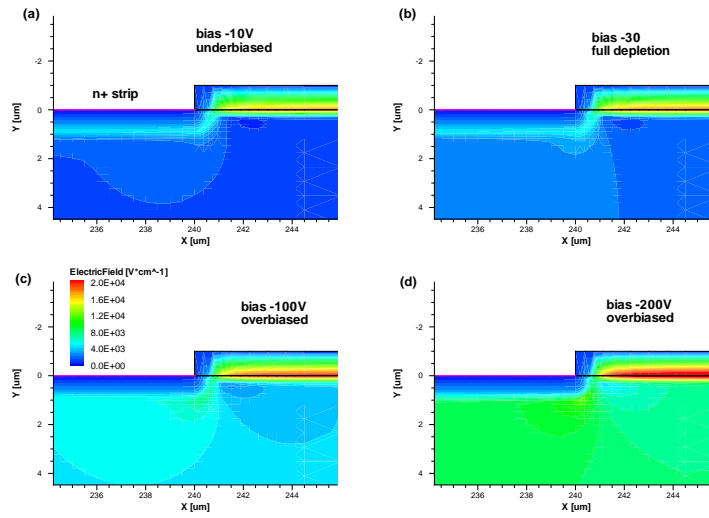 (a)
bias -10V
underbiased
n+ strip
-2
0
2
4
Y [um]
236
238
240
242
244
X [um]
(b)
bias -30
full depletion
-2
0
2
4
Y [um]
236
238
240
242
244
X [um]
(c)
ElectricField [V*cm^-1]
2.0E+04
1.6E+04
1.2E+04
8.0E+03
4.0E+03
0.0E+00
bias -100V
overbiased
-2
0
2
4
Y [um]
236
238
240
242
244
X [um]
(d)
bias -200V
overbiased
-2
0
2
4
Y [um]
236
238
240
242
244
X [um]